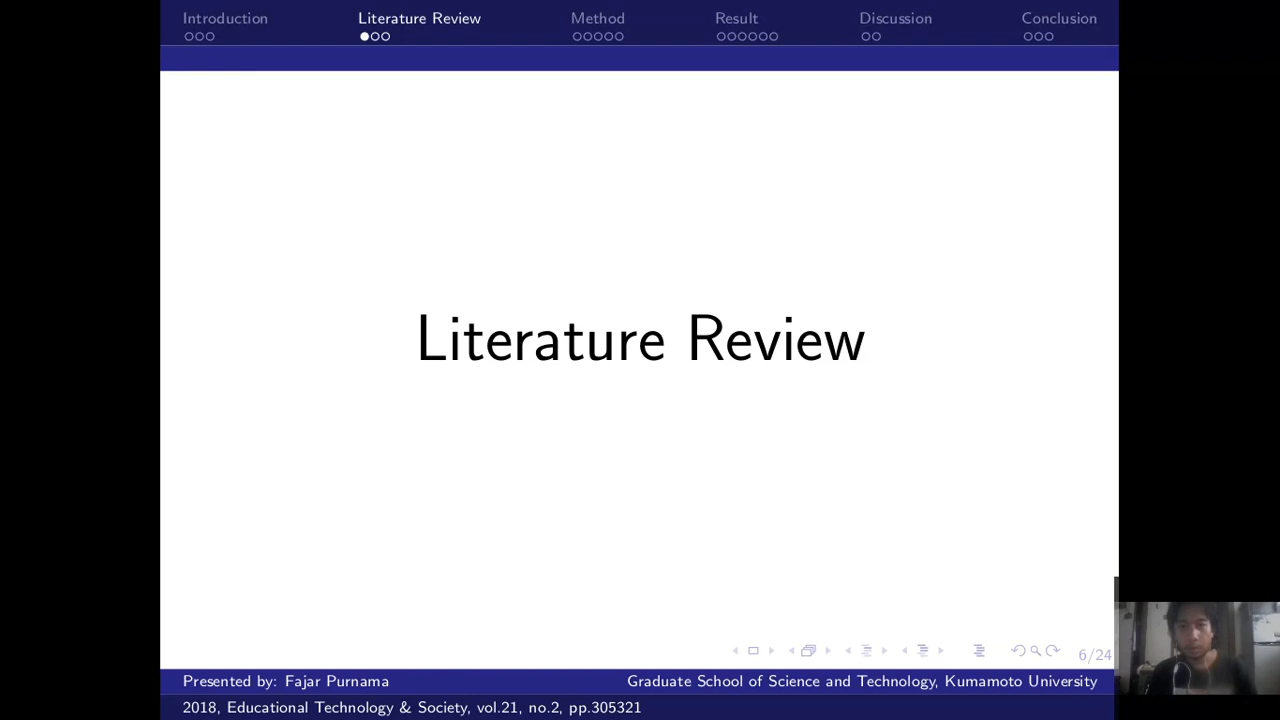 Introduction Literature Review Method Result Discussion Conclusion
Literature Review
6/24
Presented by: Fajar Purnama Graduate School of Science and Technology, Kumamoto University
2018, Educational Technology & Society, vol.21, no.2, pp.305321